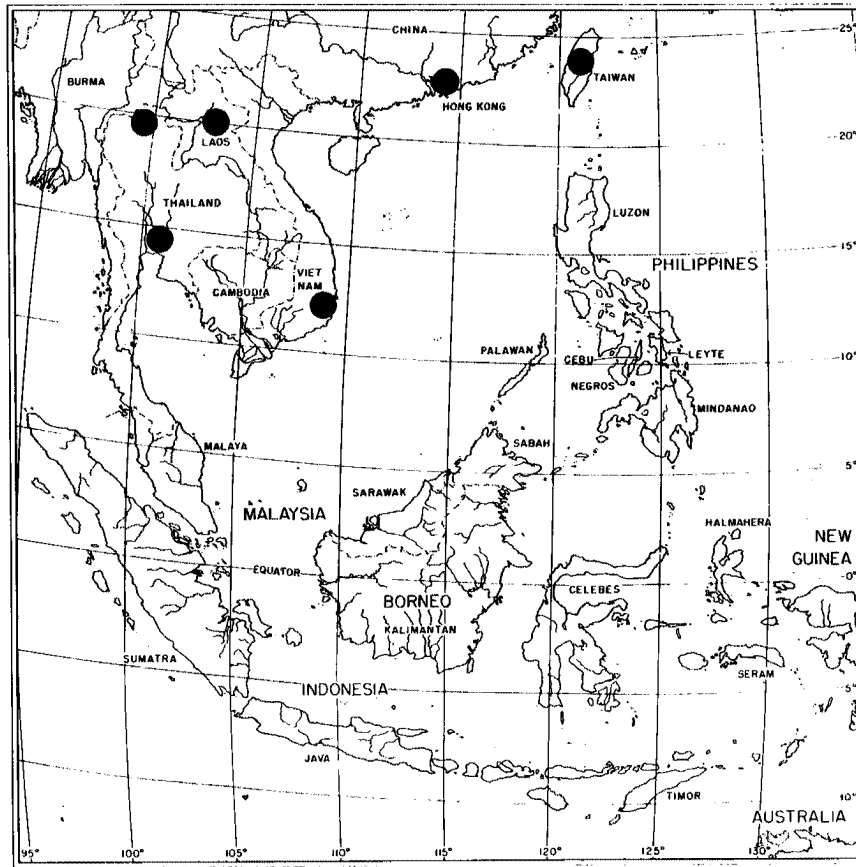 CHINA
25°
BURMA
TAIWAN
HONG KONG
20°
LAOS
THAILAND
LUZON
15°
PHILIPPINES
VIET
NAM
CAMBODIA
PALAWAN
CEBU
LEYTE
10°
NEGROS
MINDANAO
SABAH
MALAYA
5°
SARAWAK
MALAYSIA
HALMAHERA
NEW
GUINEA
EQUATOR
0°
CELEBES
BORNEO
KALIMANTAN
SUMATRA
SERAM
INDONESIA
5°
JAVA
TIMOR
10°
AUSTRALIA
95° 100° 105° 110° 115° 120° 125° 130°